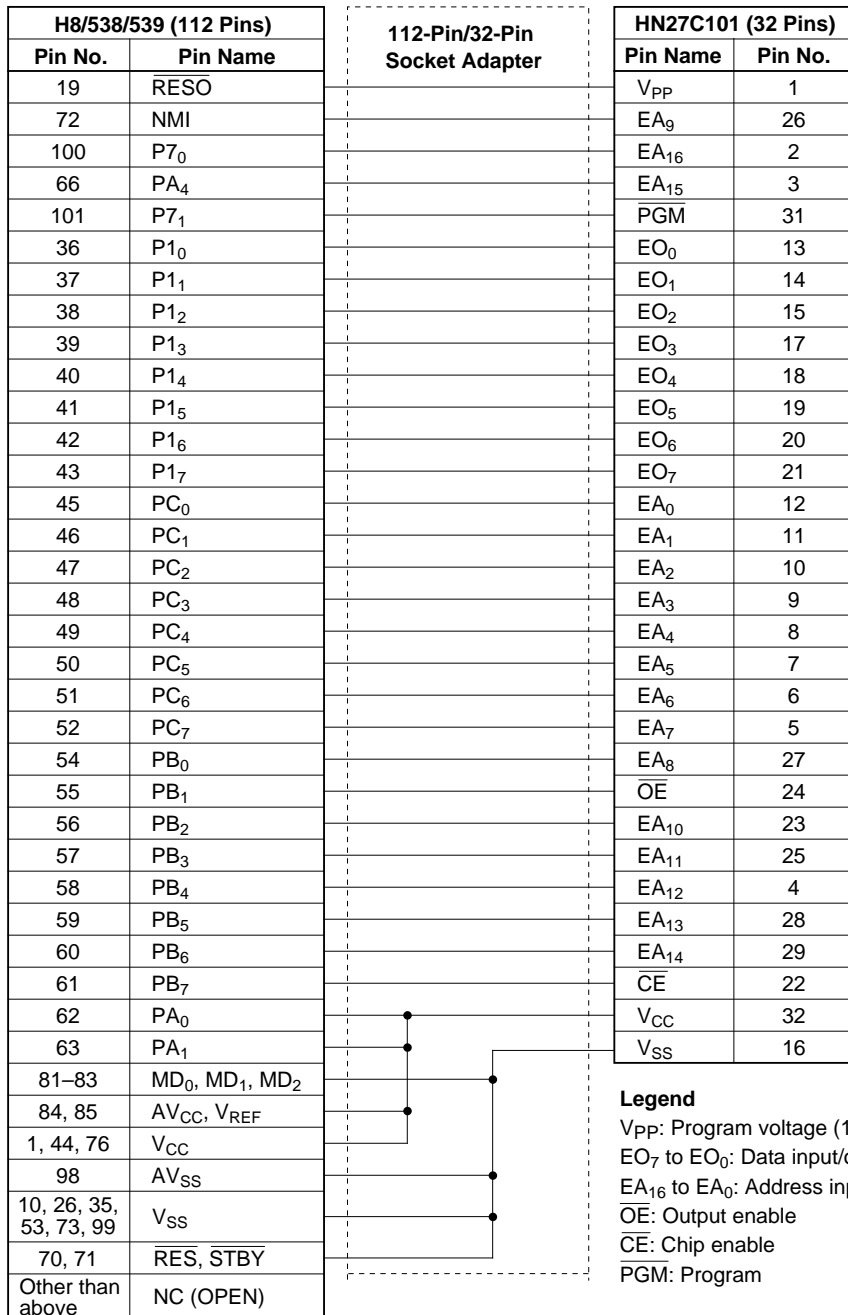 H8/538/539 (112 Pins)
Pin No. Pin Name
19 RESO
72 NMI
100 P7₀
66 PA₄
101 P7₁
36 P1₀
37 P1₁
38 P1₂
39 P1₃
40 P1₄
41 P1₅
42 P1₆
43 P1₇
45 PC₀
46 PC₁
47 PC₂
48 PC₃
49 PC₄
50 PC₅
51 PC₆
52 PC₇
54 PB₀
55 PB₁
56 PB₂
57 PB₃
58 PB₄
59 PB₅
60 PB₆
61 PB₇
62 PA₀
63 PA₁
81–83 MD₀, MD₁, MD₂
84, 85 AVCC, VREF
1, 44, 76 VCC
98 AVSS
10, 26, 35,
53, 73, 99 VSS
70, 71 RES, STBY
Other than
above NC (OPEN)
112-Pin/32-Pin
Socket Adapter
HN27C101 (32 Pins)
Pin Name Pin No.
VPP 1
EA₉ 26
EA₁₆ 2
EA₁₅ 3
PGM 31
EO₀ 13
EO₁ 14
EO₂ 15
EO₃ 17
EO₄ 18
EO₅ 19
EO₆ 20
EO₇ 21
EA₀ 12
EA₁ 11
EA₂ 10
EA₃ 9
EA₄ 8
EA₅ 7
EA₆ 6
EA₇ 5
EA₈ 27
OE 24
EA₁₀ 23
EA₁₁ 25
EA₁₂ 4
EA₁₃ 28
EA₁₄ 29
CE 22
VCC 32
VSS 16
Legend
VPP: Program voltage (1
EO₇ to EO₀: Data input/
EA₁₆ to EA₀: Address
OE: Output enable
CE: Chip enable
PGM: Program